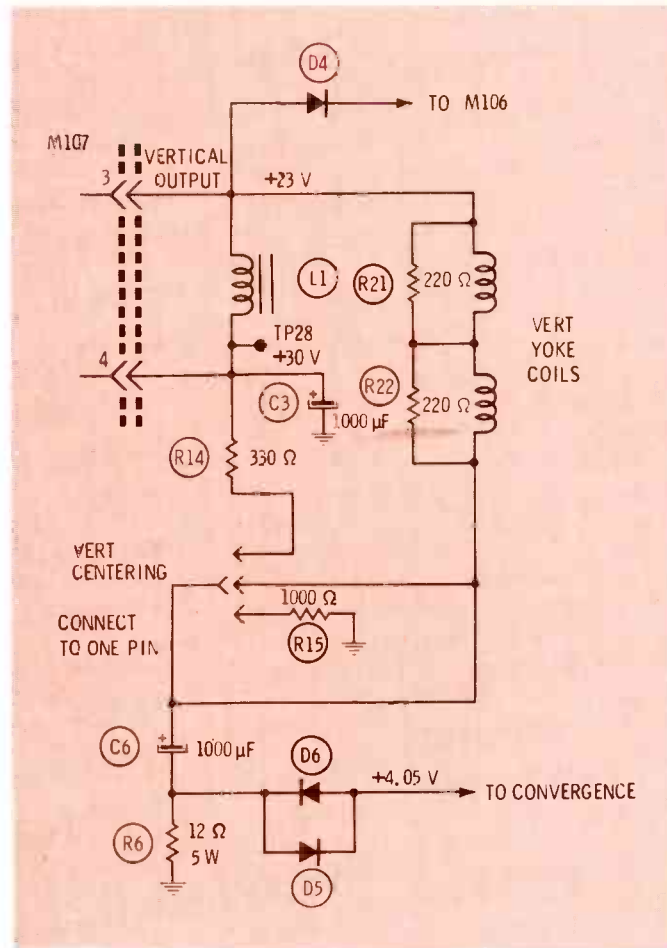 D4
TO M106
M107
VERTICAL
OUTPUT
3
+23 V
L1
R21
220 Ω
VERT
YOKE
COILS
TP28
+30 V
4
C3
+
1000 µF
R22
220 Ω
R14
330 Ω
VERT
CENTERING
1000 Ω
R15
CONNECT
TO ONE PIN
C6
+
1000 µF
D6
+4.05 V
TO CONVERGENCE
R6
12 Ω
5 W
D5